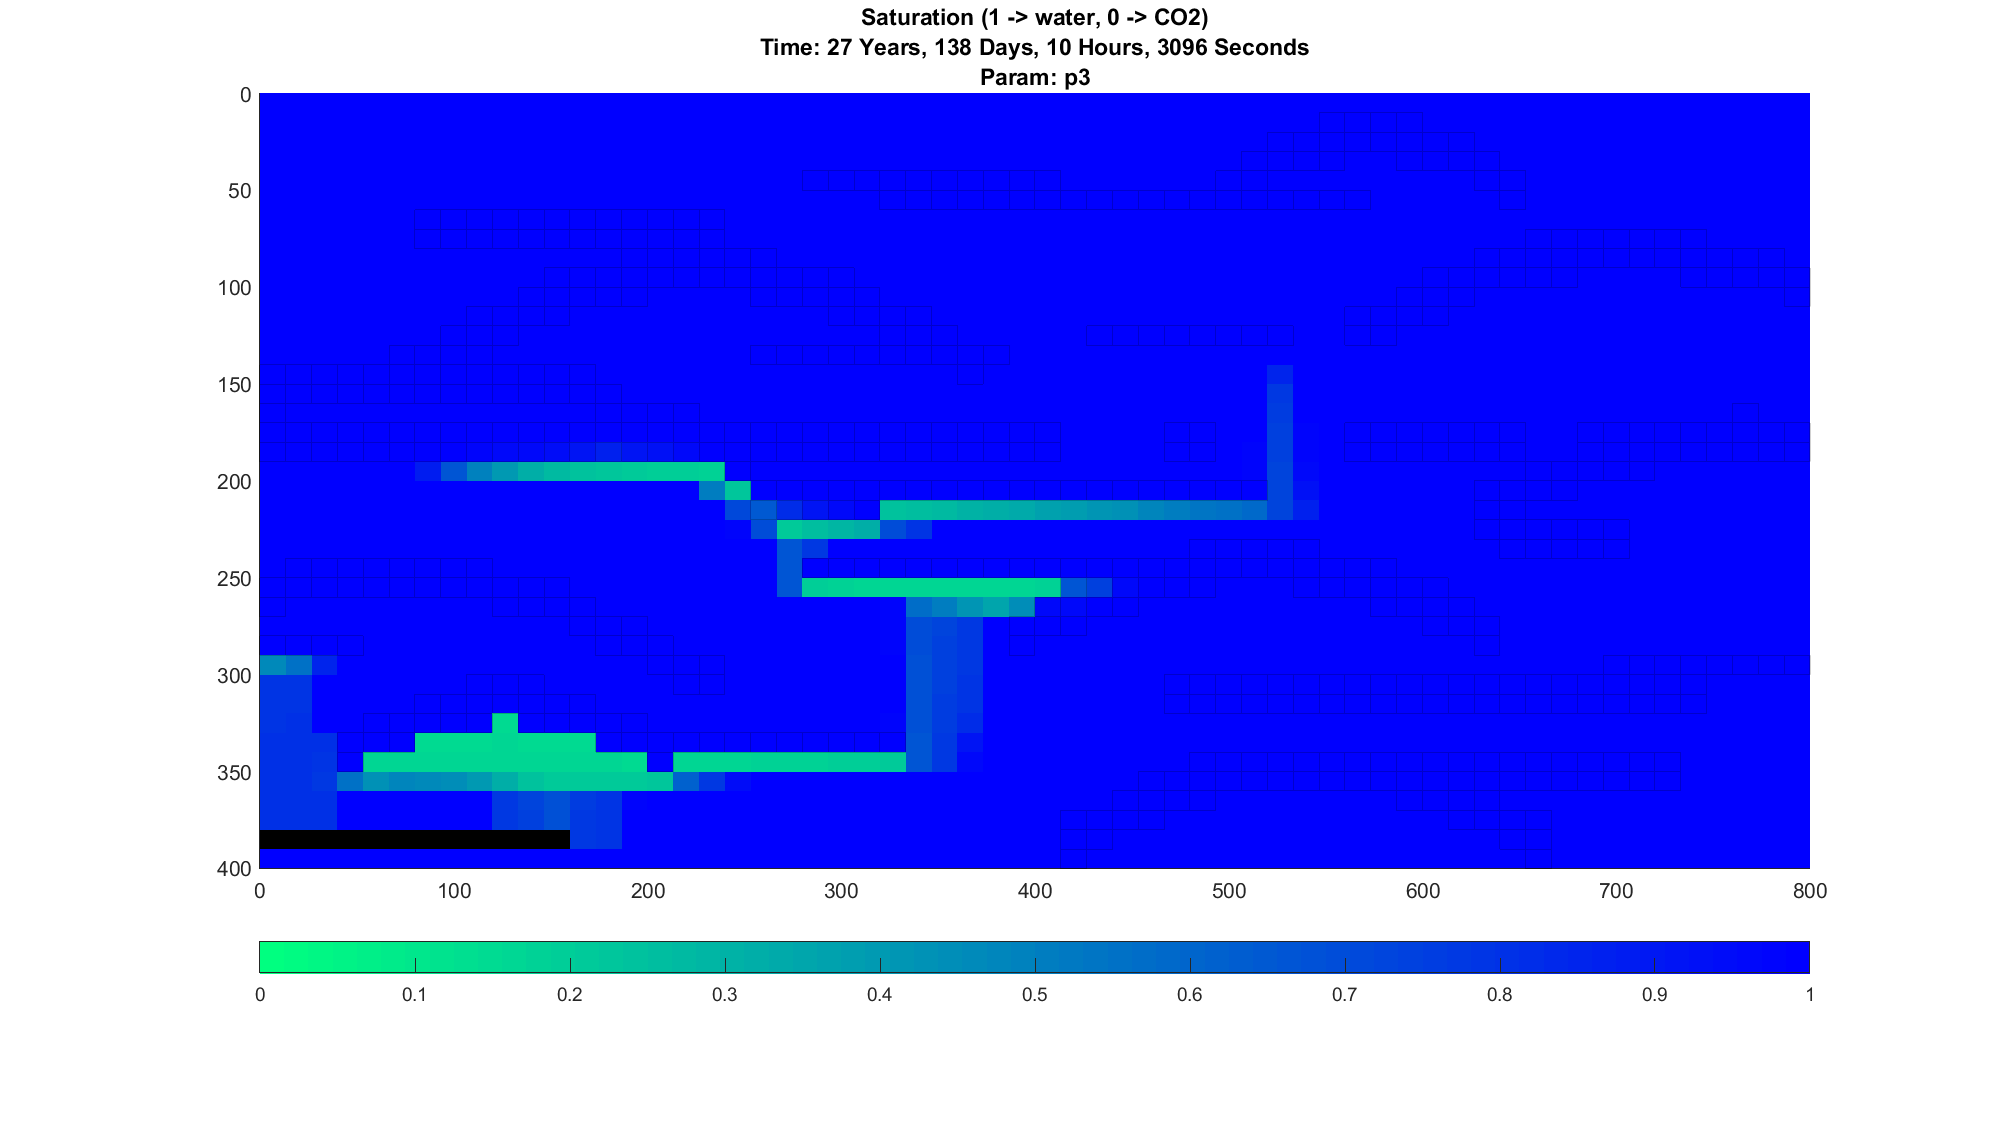 Saturation (1 -> water, 0 -> CO2)
Time: 27 Years, 138 Days, 10 Hours, 3096 Seconds
Param: p3
0
50
100
150
200
250
300
350
400
0 100 200 300 400 500 600 700 800
0 0.1 0.2 0.3 0.4 0.5 0.6 0.7 0.8 0.9 1